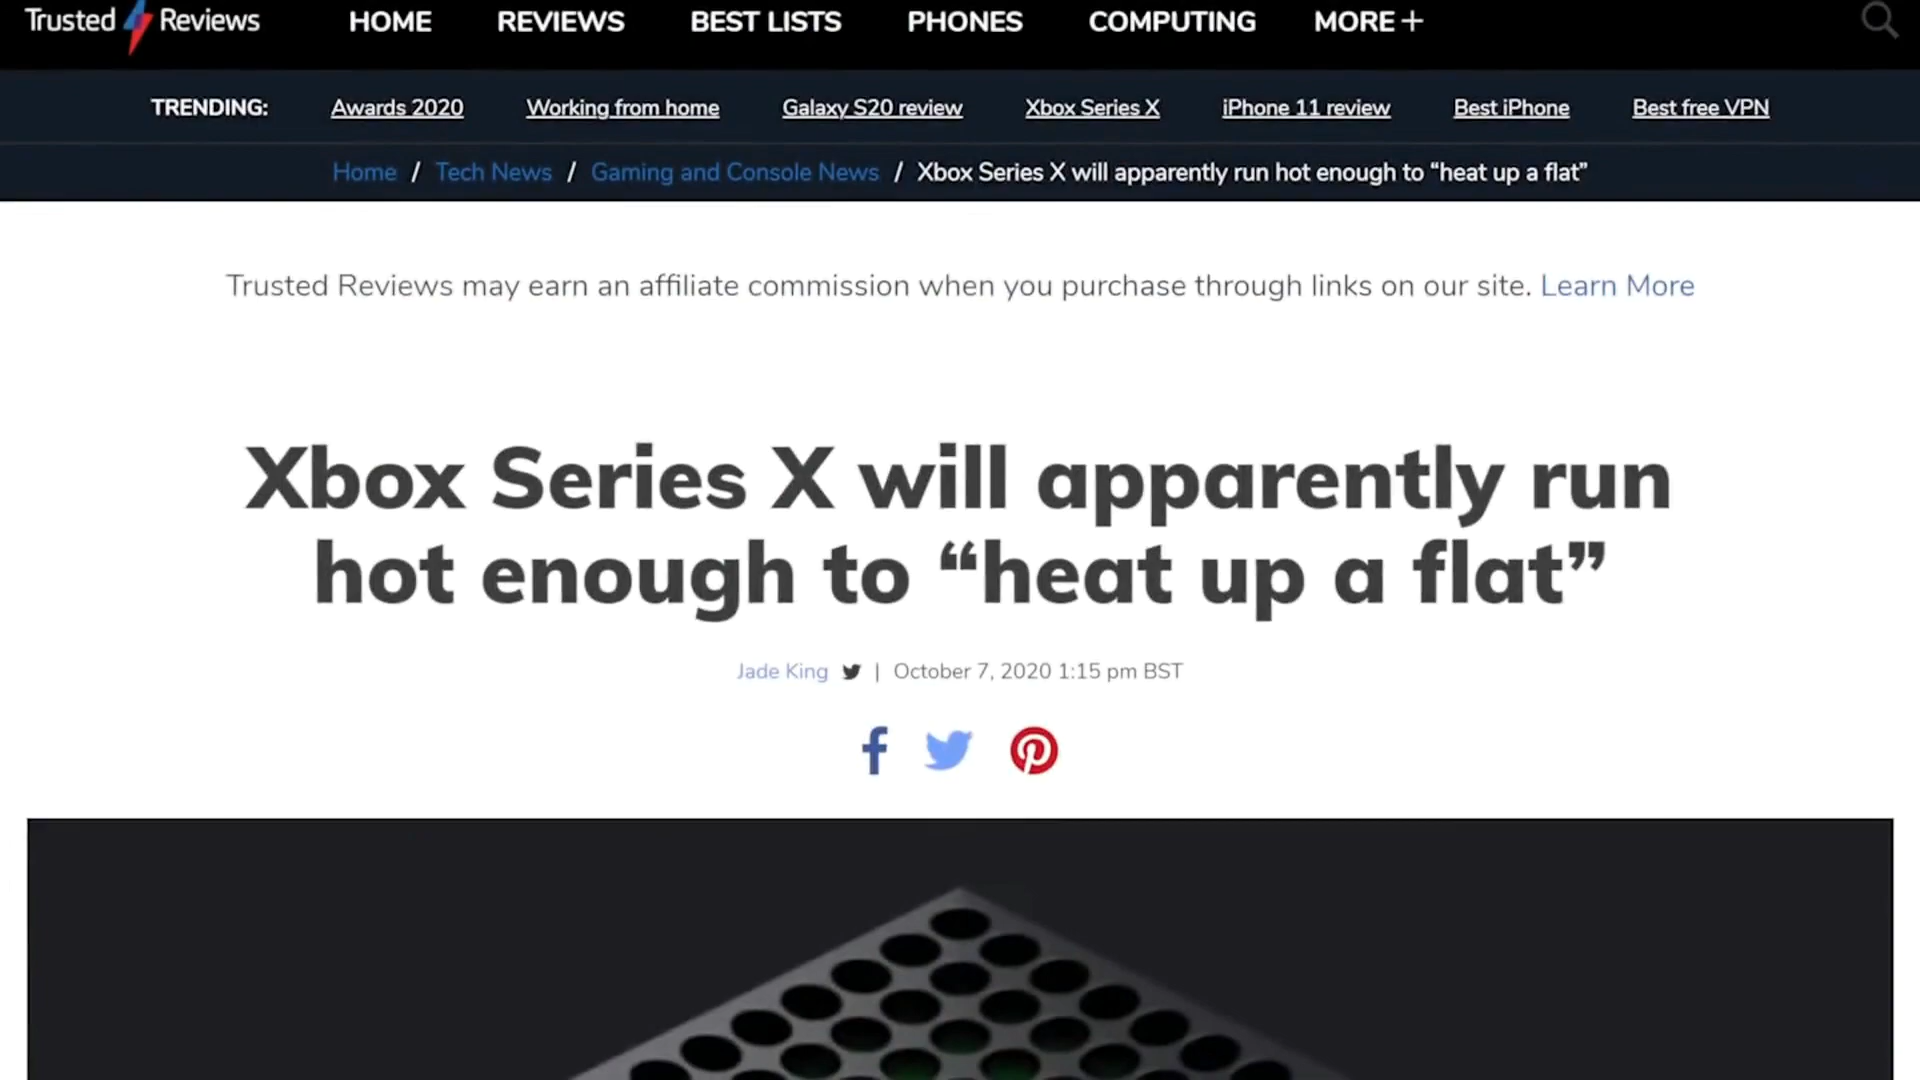 Trusted Reviews HOME REVIEWS BEST LISTS PHONES COMPUTING MORE+
TRENDING: Awards 2020 Working from home Galaxy S20 review Xbox Series X iPhone 11 review Best iPhone Best free VPN
Home / Tech News / Gaming and Console News / Xbox Series X will apparently run hot enough to “heat up a flat”
Trusted Reviews may earn an affiliate commission when you purchase through links on our site. Learn More
Xbox Series X will apparently run
hot enough to “heat up a flat”
Jade King | October 7, 2020 1:15 pm BST